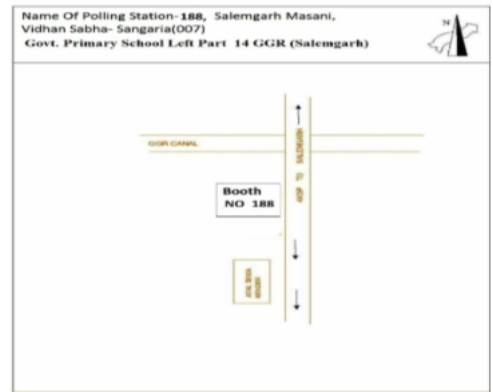 Name Of Polling Station-188, Salemgarh Masani,
Vidhan Sabha- Sangaria(007)
Govt. Primary School Left Part 14 GGR (Salemgarh)
N
GGR CANAL
TO
Booth
NO 188